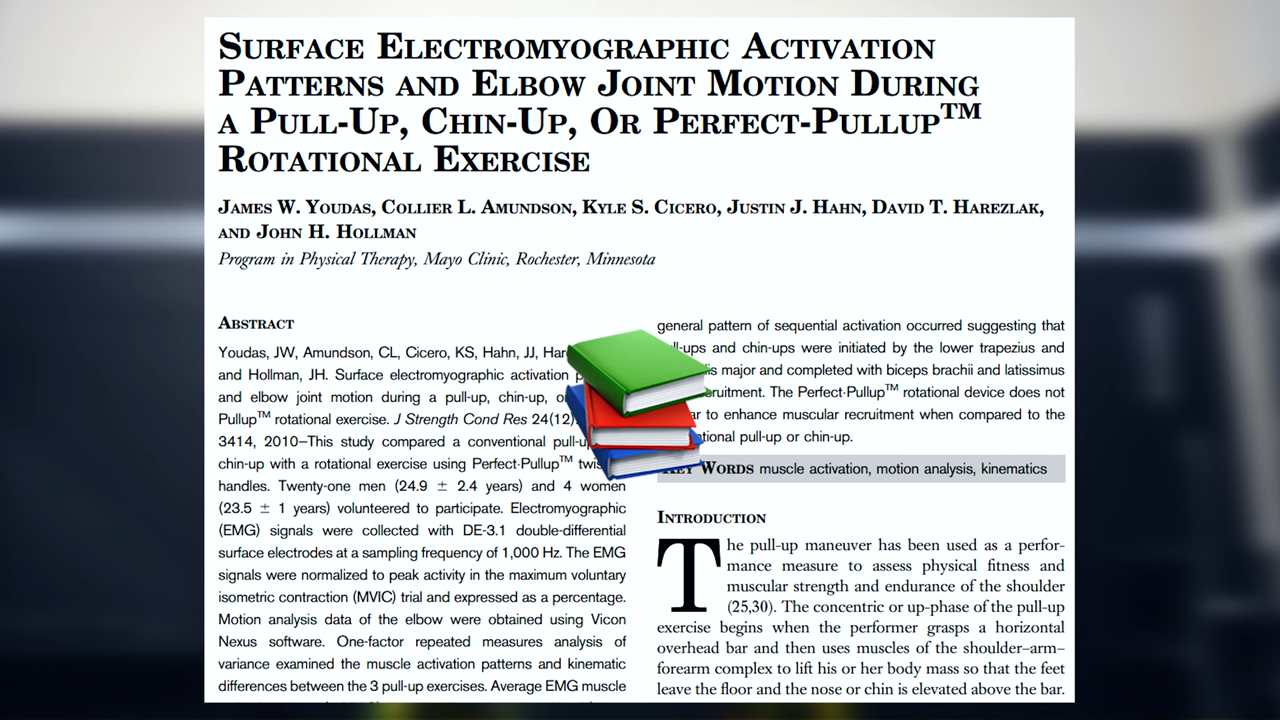 SURFACE ELECTROMYOGRAPHIC ACTIVATION
PATTERNS AND ELBOW JOINT MOTION DURING
A PULL-UP, CHIN-UP, OR PERFECT-PULLUP™
ROTATIONAL EXERCISE
JAMES W. YOUDAS, COLLIER L. AMUNDSON, KYLE S. CICERO, JUSTIN J. HAHN, DAVID T. HAREZLAK,
AND JOHN H. HOLLMAN
Program in Physical Therapy, Mayo Clinic, Rochester, Minnesota
ABSTRACT
Youdas, JW, Amundson, CL, Cicero, KS, Hahn, JJ,
and Hollman, JH. Surface electromyographic activation
and elbow joint motion during a pull-up, chin-up,
Pullup™ rotational exercise. J Strength Cond Res 24(12)
3414, 2010–This study compared a conventional
chin-up with a rotational exercise using Perfect·Pullup™
handles. Twenty-one men (24.9 ± 2.4 years) and 4 women
(23.5 ± 1 years) volunteered to participate. Electromyographic
(EMG) signals were collected with DE-3.1 double-differential
surface electrodes at a sampling frequency of 1,000 Hz. The EMG
signals were normalized to peak activity in the maximum voluntary
isometric contraction (MVIC) trial and expressed as a percentage.
Motion analysis data of the elbow were obtained using Vicon
Nexus software. One-factor repeated measures analysis of
variance examined the muscle activation patterns and kinematic
differences between the 3 pull-up exercises. Average EMG muscle
general pattern of sequential activation occurred suggesting that
and chin-ups were initiated by the lower trapezius and
major and completed with biceps brachii and latissimus
The Perfect·Pullup™ rotational device does not
to enhance muscular recruitment when compared to the
pull-up or chin-up.
WORDS muscle activation, motion analysis, kinematics
INTRODUCTION
The pull-up maneuver has been used as a perfor-
mance measure to assess physical fitness and
muscular strength and endurance of the shoulder
(25,30). The concentric or up-phase of the pull-up
exercise begins when the performer grasps a horizontal
overhead bar and then uses muscles of the shoulder–arm–
forearm complex to lift his or her body mass so that the feet
leave the floor and the nose or chin is elevated above the bar.